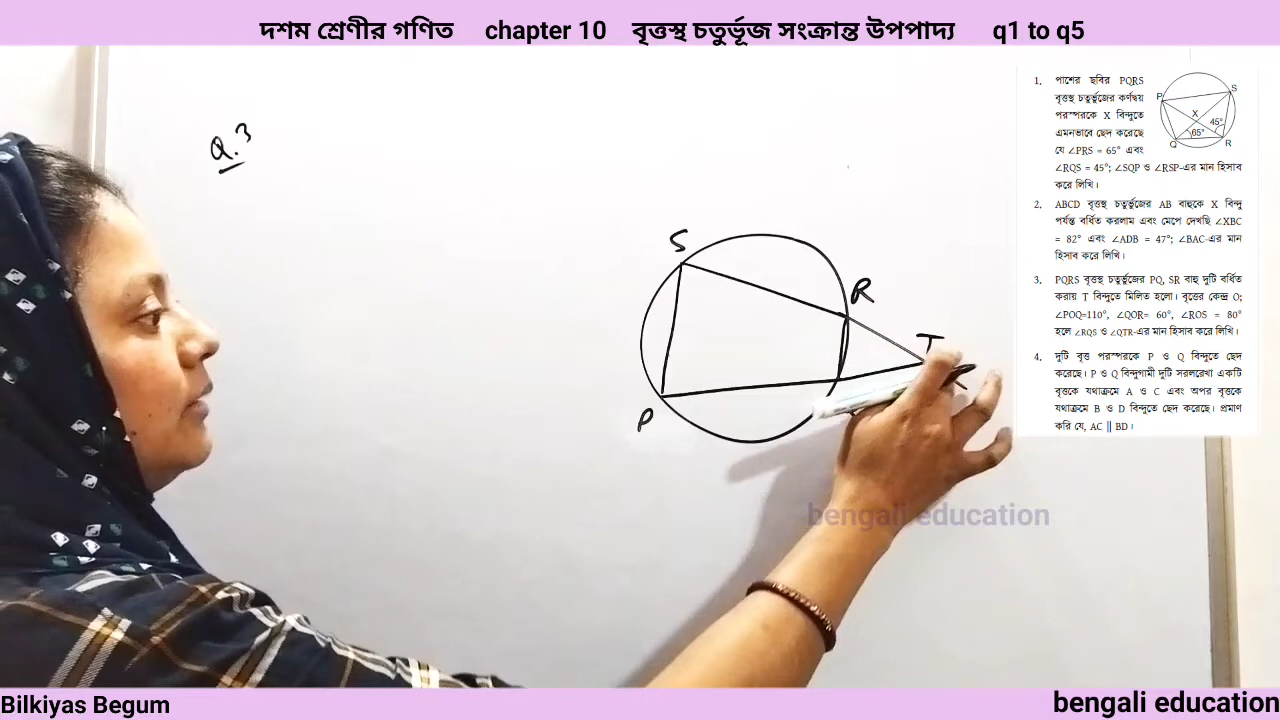 দশম শ্রেণীর গণিত chapter 10 বৃত্তস্থ চতুর্ভূজ সংক্রান্ত উপপাদ্য q1 to q5
Q.3
S
R
T
P
1. পাশের ছবির PQRS
বৃত্তস্থ চতুর্ভুজের কর্ণদ্বয়
পরস্পরকে X বিন্দুতে
এমনভাবে ছেদ করেছে
যে ∠PRS = 65° এবং
∠RQS = 45°; ∠SQP ও ∠RSP-এর মান হিসাব
করে লিখি।
P
S
X
45°
65°
Q
R
2. ABCD বৃত্তস্থ চতুর্ভুজের AB বাহুকে X বিন্দু
পর্যন্ত বর্ধিত করলাম এবং মেপে দেখছি ∠XBC
= 82° এবং ∠ADB = 47°; ∠BAC-এর মান
হিসাব করে লিখি।
3. PQRS বৃত্তস্থ চতুর্ভুজের PQ, SR বাহু দুটি বর্ধিত
করায় T বিন্দুতে মিলিত হলো। বৃত্তের কেন্দ্র O;
∠POQ=110°, ∠QOR= 60°, ∠ROS = 80°
হলে ∠RQS ও ∠QTR-এর মান হিসাব করে লিখি।
4. দুটি বৃত্ত পরস্পরকে P ও Q বিন্দুতে ছেদ
করেছে। P ও Q বিন্দুগামী দুটি সরলরেখা একটি
বৃত্তকে যথাক্রমে A ও C এবং অপর বৃত্তকে
যথাক্রমে B ও D বিন্দুতে ছেদ করেছে। প্রমাণ
করি যে, AC || BD।
bengali education
Bilkiyas Begum
bengali education